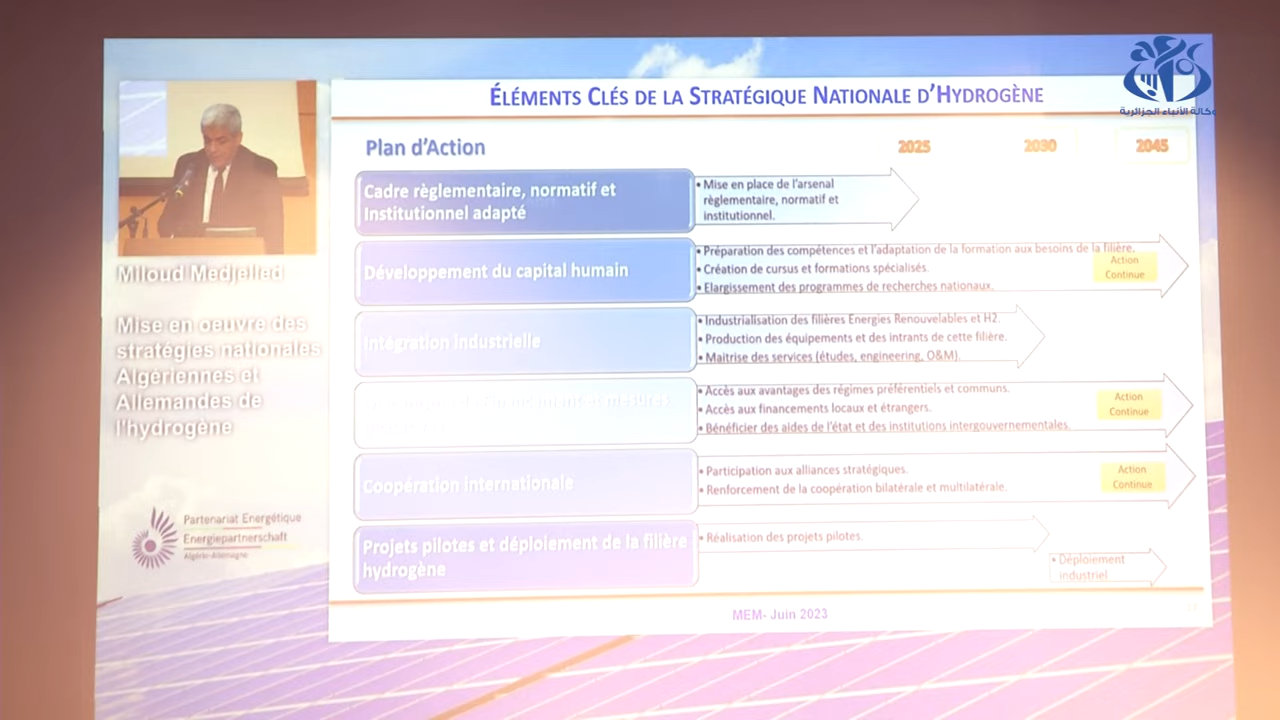 ÉLÉMENTS CLÉS DE LA STRATÉGIQUE NATIONALE D'HYDROGÈNE
وكالة الأنباء الجزائرية
Plan d'Action
2025
2030
2045
Cadre règlementaire, normatif et
Institutionnel adapté
• Mise en place de l'arsenal
règlementaire, normatif et
institutionnel.
Développement du capital humain
• Préparation des compétences et l'adaptation de la formation aux besoins de la filière.
• Création de cursus et formations spécialisés.
• Elargissement des programmes de recherches nationaux.
Action
Continue
Intégration industrielle
• Industrialisation des filières Energies Renouvelables et H2.
• Production des équipements et des intrants de cette filière.
• Maitrise des services (études, engineering, O&M).
et mesures
• Accès aux avantages des régimes préférentiels et communs.
• Accès aux financements locaux et étrangers.
• Bénéficier des aides de l'état et des institutions intergouvernementales.
Action
Continue
Coopération internationale
• Participation aux alliances stratégiques.
• Renforcement de la coopération bilatérale et multilatérale.
Action
Continue
Projets pilotes et déploiement de la filière
hydrogène
• Réalisation des projets pilotes.
• Déploiement
industriel
MEM- Juin 2023
Miloud Medjelled
Mise en oeuvre des
stratégies nationales
Algériennes et
Allemandes de
l'hydrogène
Partenariat Energétique
Energiepartnerschaft
Algérie-Allemagne